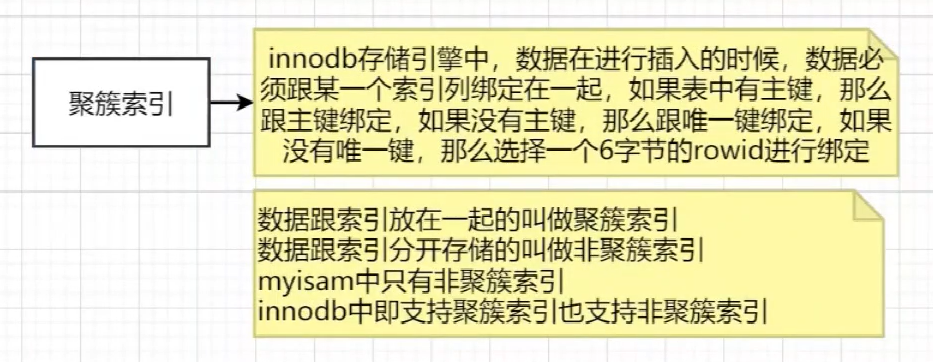 聚簇索引
innodb存储引擎中，数据在进行插入的时候，数据必
须跟某一个索引列绑定在一起，如果表中有主键，那么
跟主键绑定，如果没有主键，那么跟唯一键绑定，如果
没有唯一键，那么选择一个6字节的rowid进行绑定
数据跟索引放在一起的叫做聚簇索引
数据跟索引分开存储的叫做非聚簇索引
myisam中只有非聚簇索引
innodb中即支持聚簇索引也支持非聚簇索引